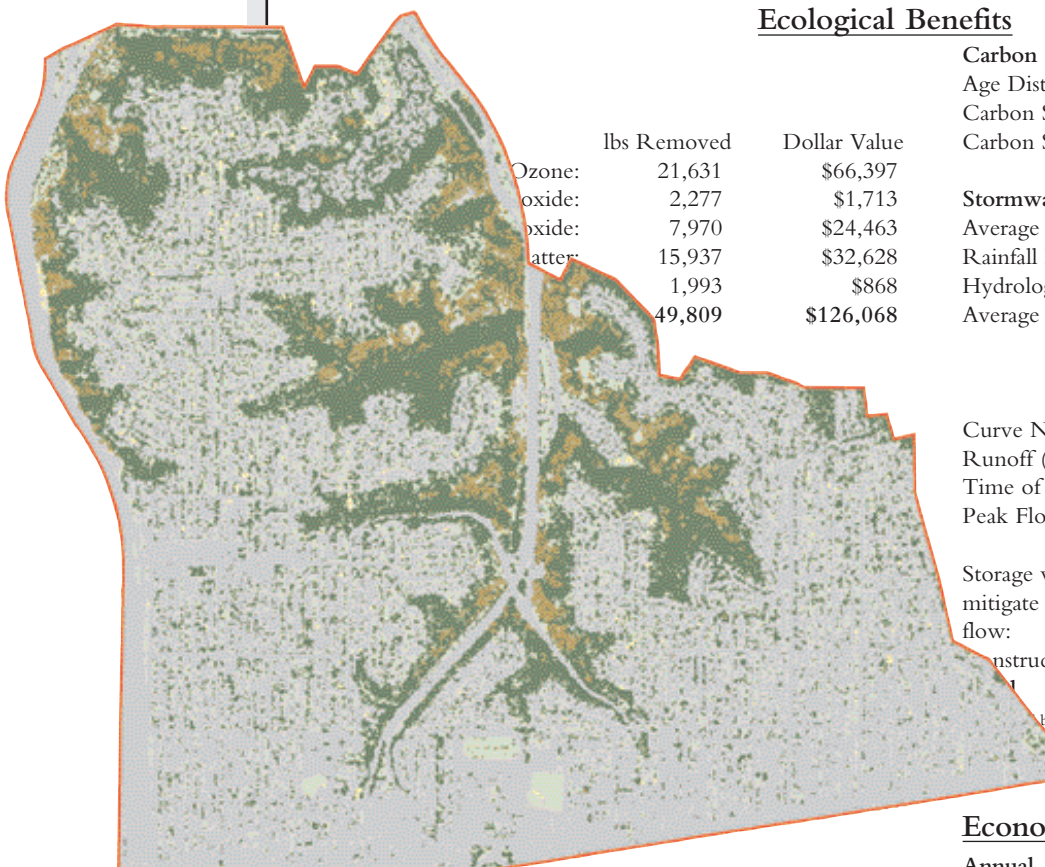 Ecological Benefits
lbs Removed Dollar Value
Ozone: 21,631 $66,397
oxide: 2,277 $1,713
oxide: 7,970 $24,463
atter: 15,937 $32,628
1,993 $868
49,809 $126,068
Carbon
Age Dist
Carbon S
Carbon S
Stormwa
Average
Rainfall
Hydrolog
Average
Curve N
Runoff (
Time of
Peak Flo
Storage v
mitigate
flow:
nstruc
Econo
Annual